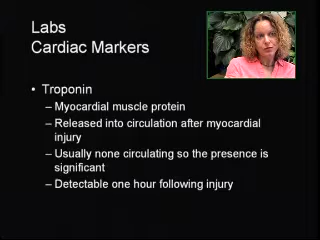 Labs
Cardiac Markers
• Troponin
– Myocardial muscle protein
– Released into circulation after myocardial
injury
– Usually none circulating so the presence is
significant
– Detectable one hour following injury